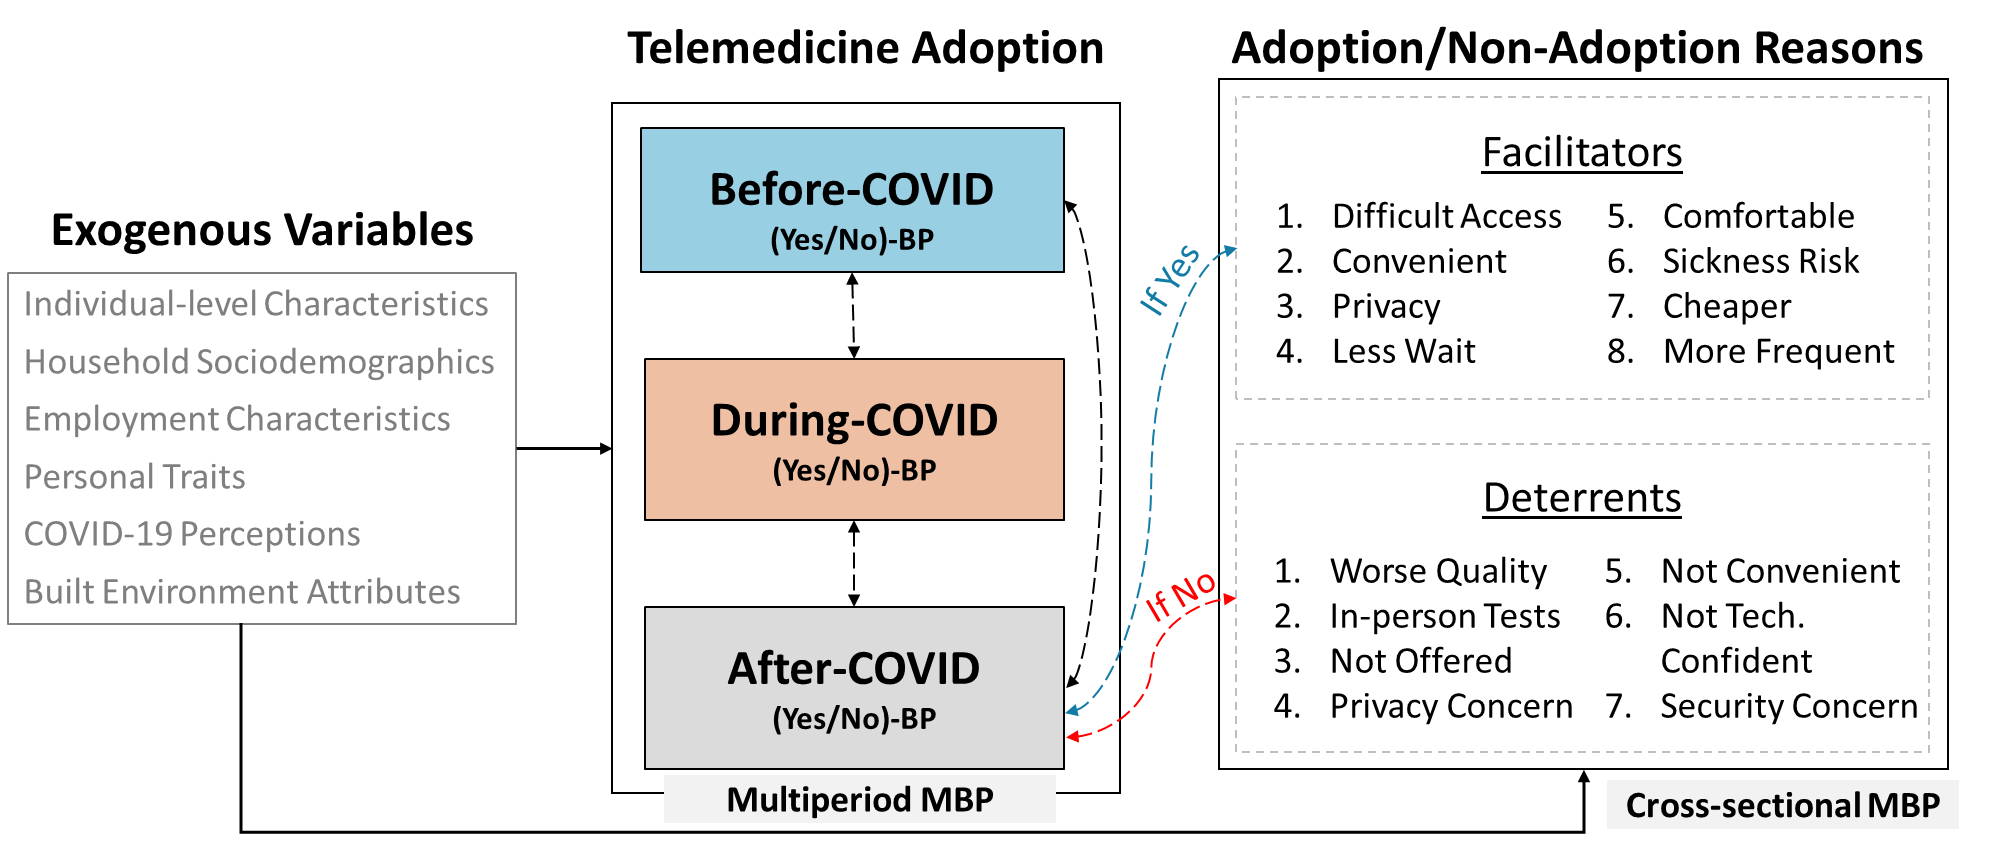 Telemedicine Adoption
Adoption/Non-Adoption Reasons
Exogenous Variables
Individual-level Characteristics
Household Sociodemographics
Employment Characteristics
Personal Traits
COVID-19 Perceptions
Built Environment Attributes
Before-COVID
(Yes/No)-BP
During-COVID
(Yes/No)-BP
After-COVID
(Yes/No)-BP
Multiperiod MBP
If Yes
If No
Facilitators
1. Difficult Access
2. Convenient
3. Privacy
4. Less Wait
5. Comfortable
6. Sickness Risk
7. Cheaper
8. More Frequent
Deterrents
1. Worse Quality
2. In-person Tests
3. Not Offered
4. Privacy Concern
5. Not Convenient
6. Not Tech.
Confident
7. Security Concern
Cross-sectional MBP